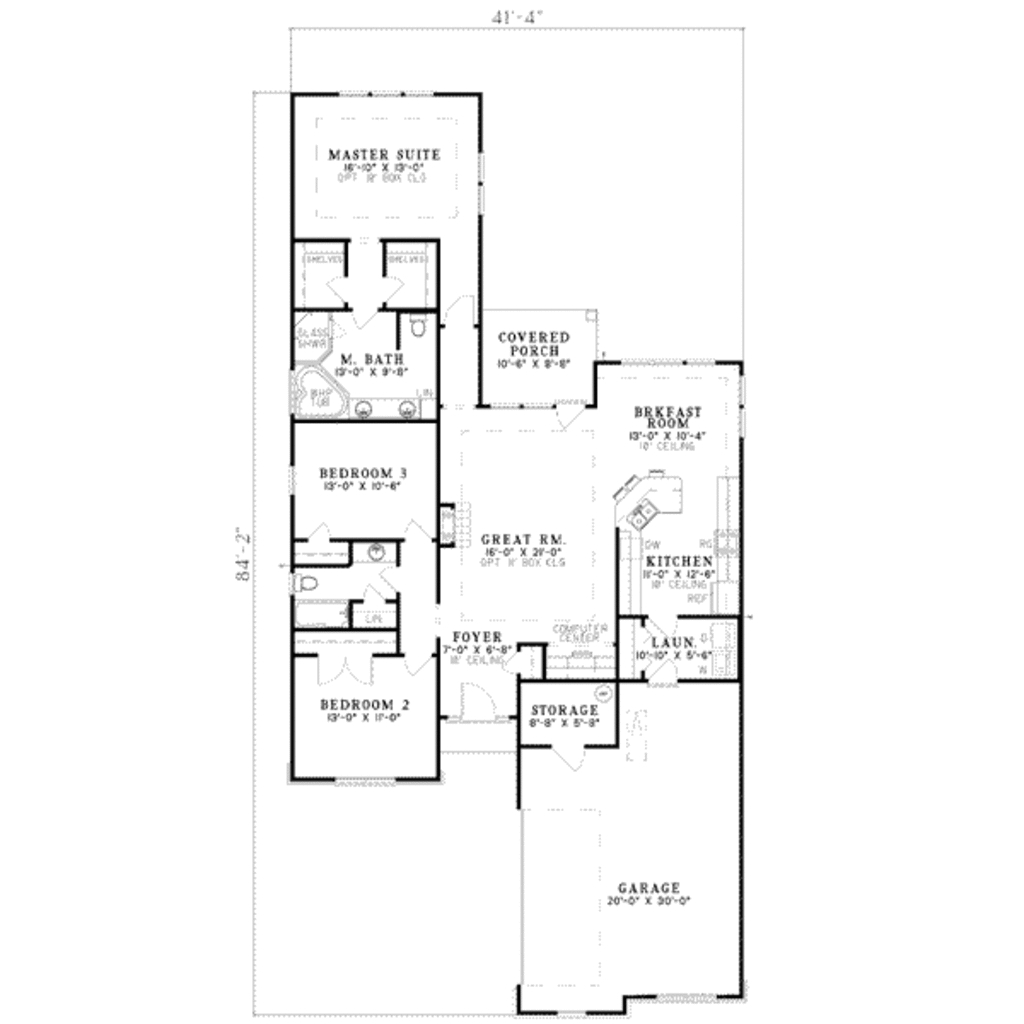 41'-4"
MASTER SUITE
16'-10" X 13'-0"
OPT 10' BOX CLG
SHELVES
SHELVES
GLASS
SHWR
M. BATH
13'-0" X 9'-8"
WHP
TUB
LIN
COVERED
PORCH
10'-6" X 8'-8"
BRKFAST
ROOM
13'-0" X 10'-4"
10' CEILING
BEDROOM 3
13'-0" X 10'-6"
GREAT RM.
16'-0" X 21'-0"
OPT 11' BOX CLG
DW
RG
KITCHEN
11'-0" X 12'-6"
10' CEILING
REF
84'-2"
LIN
FOYER
7'-0" X 6'-8"
CEILING
COMPUTER
CENTER
LAUN.
10'-10" X 5'-6"
D
W
BEDROOM 2
13'-0" X 11'-0"
STORAGE
8'-8" X 5'-8"
GARAGE
20'-0" X 30'-0"